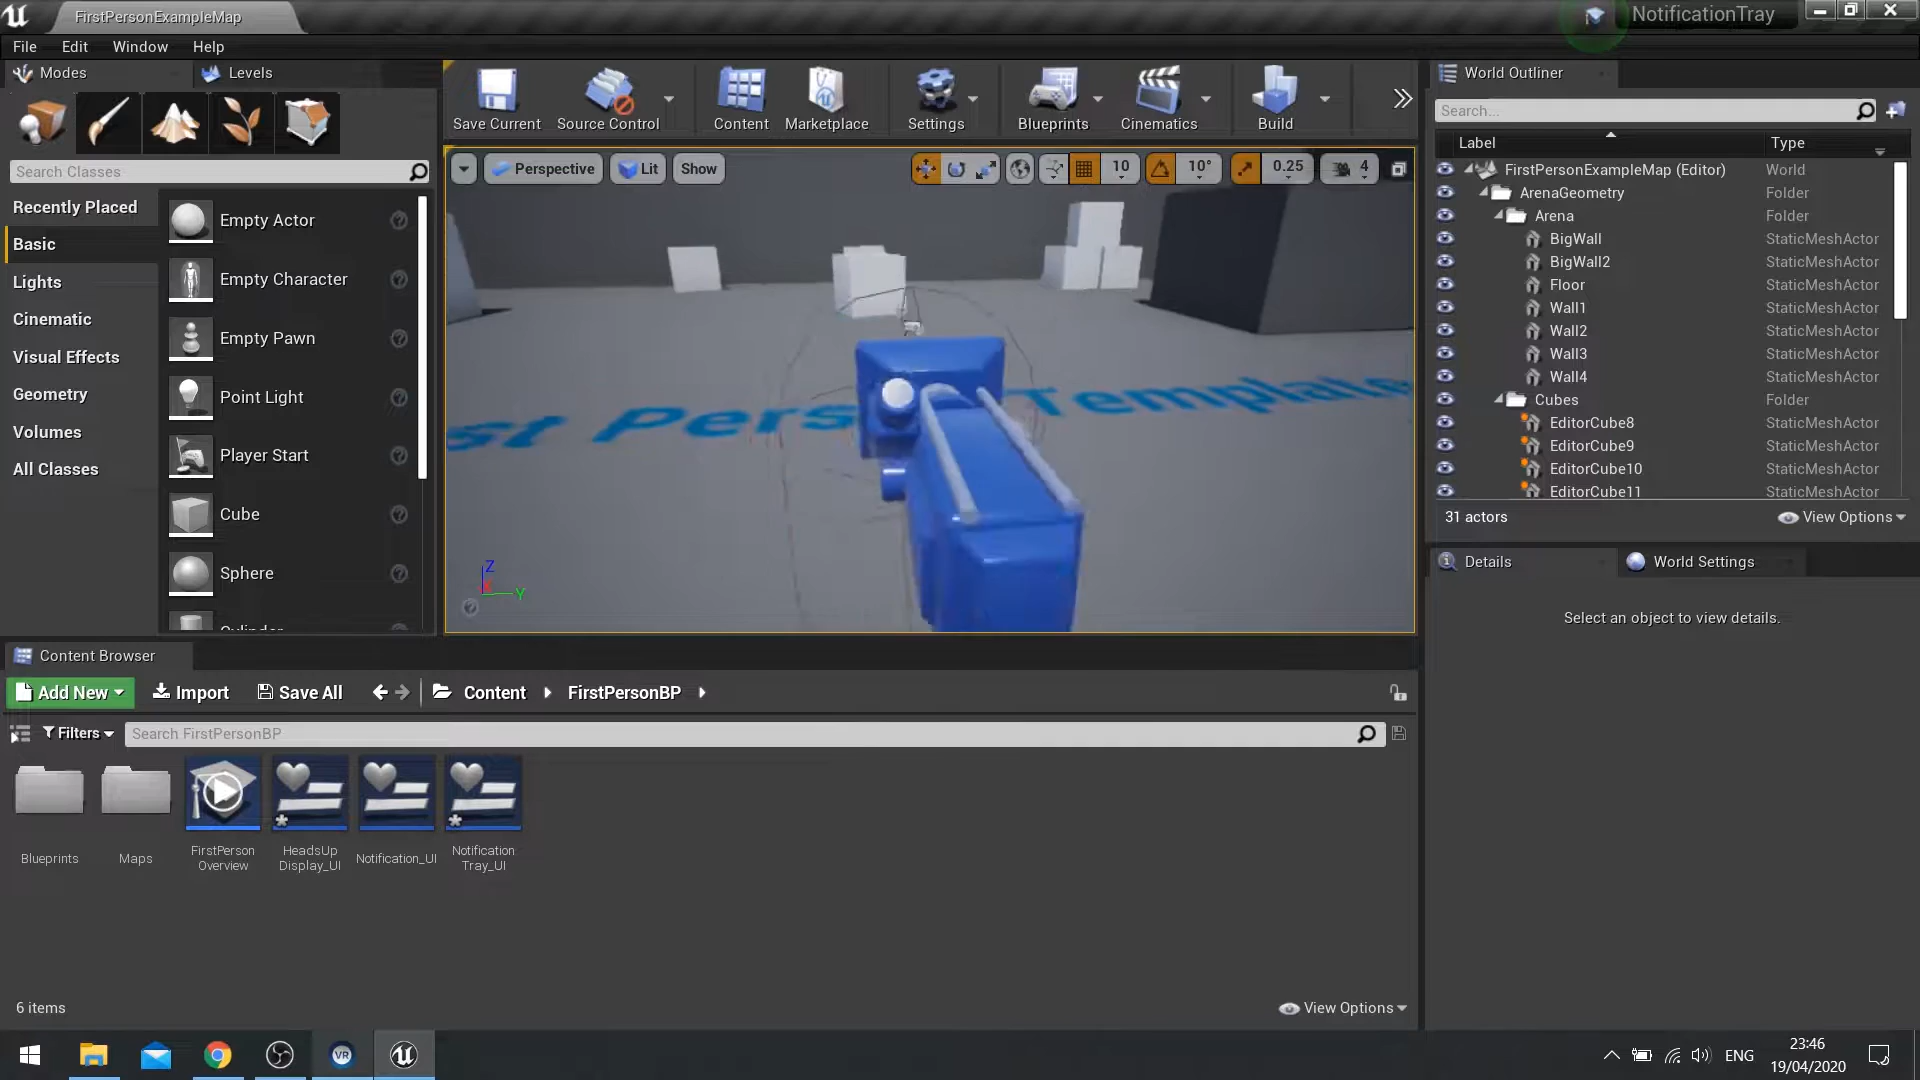 FirstPersonExampleMap
NotificationTray
File Edit Window Help
Modes
Levels
Search Classes
Recently Placed
Basic
Lights
Cinematic
Visual Effects
Geometry
Volumes
All Classes
Empty Actor
Empty Character
Empty Pawn
Point Light
Player Start
Cube
Sphere
Cylinder
Save Current
Source Control
Content
Marketplace
Settings
Blueprints
Cinematics
Build
Perspective
Lit
Show
10
10°
0.25
4
st Pers Template
Z
X
Y
World Outliner
Search...
Label Type
FirstPersonExampleMap (Editor) World
ArenaGeometry Folder
Arena Folder
BigWall StaticMeshActor
BigWall2 StaticMeshActor
Floor StaticMeshActor
Wall1 StaticMeshActor
Wall2 StaticMeshActor
Wall3 StaticMeshActor
Wall4 StaticMeshActor
Cubes Folder
EditorCube8 StaticMeshActor
EditorCube9 StaticMeshActor
EditorCube10 StaticMeshActor
EditorCube11 StaticMeshActor
31 actors
View Options
Details
World Settings
Select an object to view details.
Content Browser
Add New
Import
Save All
Content
FirstPersonBP
Filters
Search FirstPersonBP
Blueprints
Maps
FirstPerson
Overview
HeadsUp
Display_UI
Notification_UI
Notification
Tray_UI
6 items
View Options
VR
ENG
23:46
19/04/2020